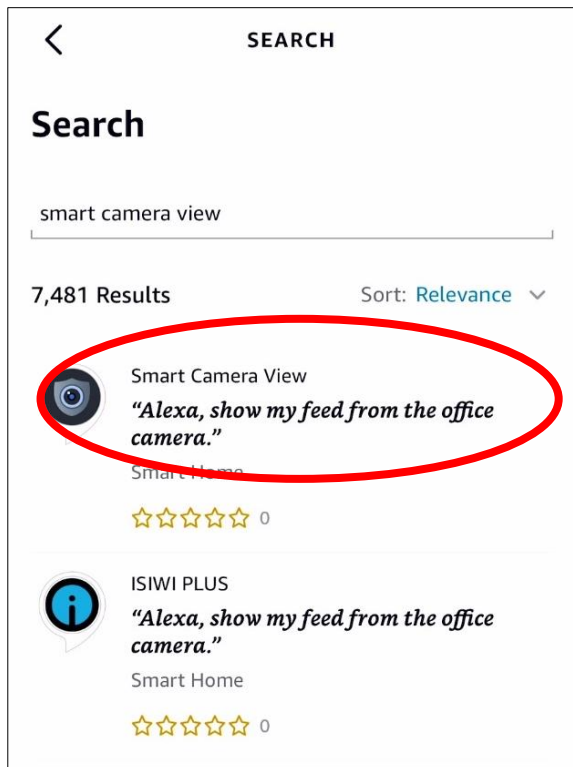 SEARCH
Search
smart camera view
7,481 Results Sort: Relevance
Smart Camera View
“Alexa, show my feed from the office
camera.”
Smart Home
0
ISIWI PLUS
“Alexa, show my feed from the office
camera.”
Smart Home
0